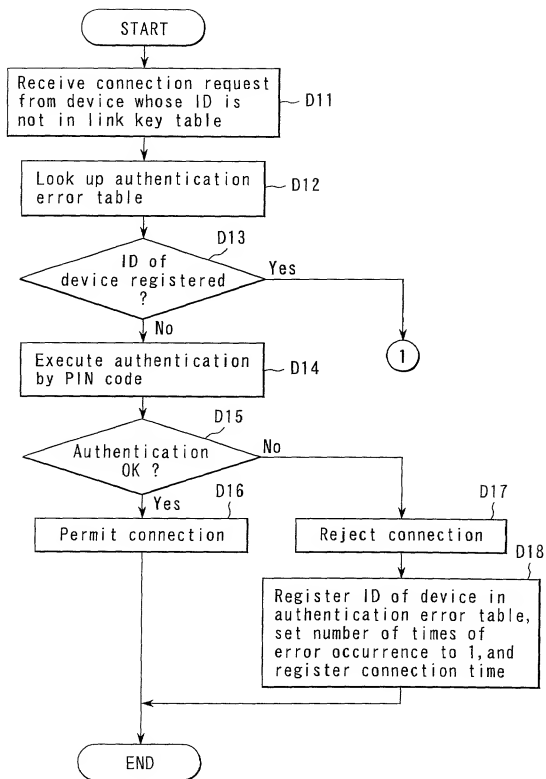 START
Receive connection request
from device whose ID is
not in link key table
D11
Look up authentication
error table
D12
D13
ID of
device registered
?
Yes
No
1
Execute authentication
by PIN code
D14
D15
Authentication
OK ?
No
Yes
D16
Permit connection
D17
Reject connection
D18
Register ID of device in
authentication error table,
set number of times of
error occurrence to 1, and
register connection time
END